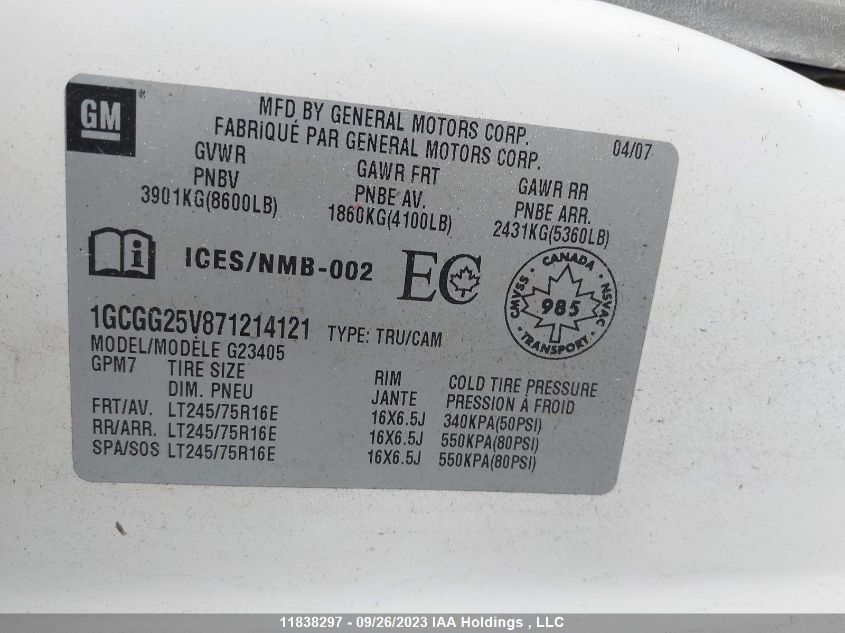 GM ®
MFD BY GENERAL MOTORS CORP.
FABRIQUÉ PAR GENERAL MOTORS CORP.
04/07
GVWR
PNBV
3901KG(8600LB)
GAWR FRT
PNBE AV.
1860KG(4100LB)
GAWR RR
PNBE ARR.
2431KG(5360LB)
i
ICES/NMB-002
EC
CANADA
CMVSS
985
NSVAC
TRANSPORT
1GCGG25V871214121 TYPE: TRU/CAM
MODEL/MODÈLE G23405
GPM7 TIRE SIZE RIM COLD TIRE PRESSURE
DIM. PNEU JANTE PRESSION À FROID
FRT/AV. LT245/75R16E 16X6.5J 340KPA(50PSI)
RR/ARR. LT245/75R16E 16X6.5J 550KPA(80PSI)
SPA/SOS LT245/75R16E 16X6.5J 550KPA(80PSI)
11838297 - 09/26/2023 IAA Holdings , LLC